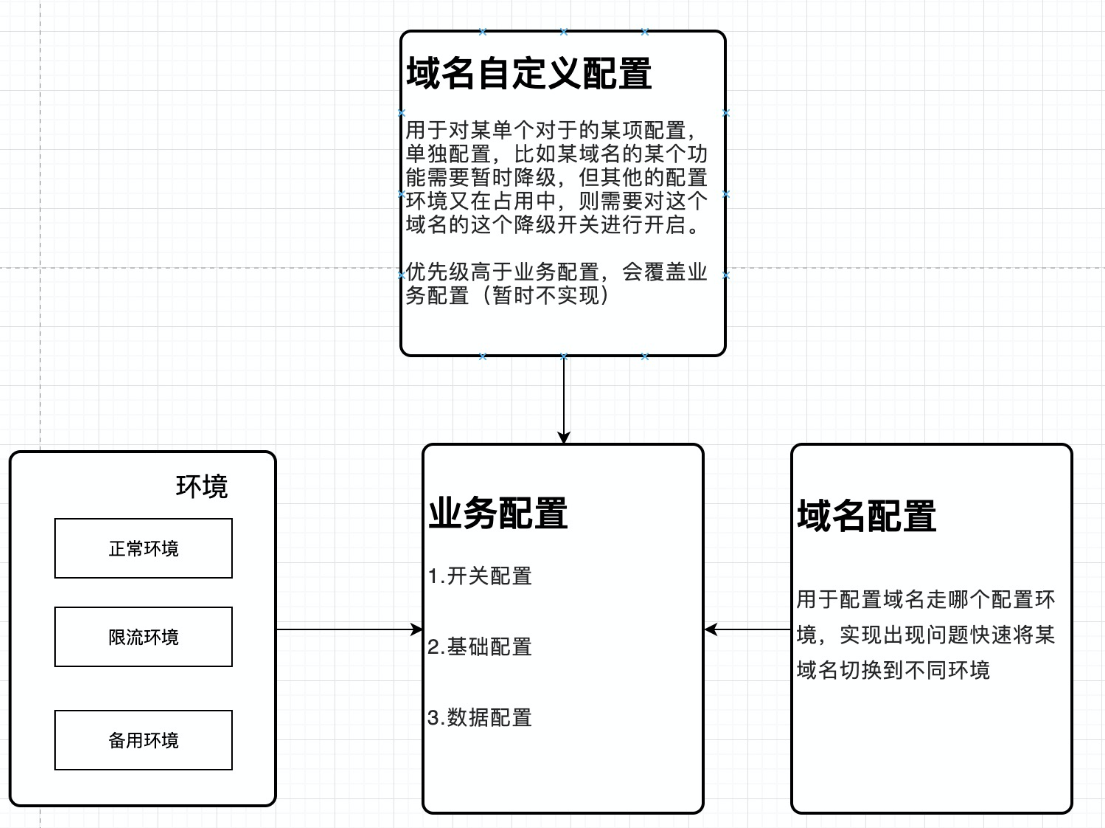 域名自定义配置
用于对某单个对于的某项配置，
单独配置，比如某域名的某个功
能需要暂时降级，但其他的配置
环境又在占用中，则需要对这个
域名的这个降级开关进行开启。
优先级高于业务配置，会覆盖业
务配置（暂时不实现）
环境
正常环境
限流环境
备用环境
业务配置
1.开关配置
2.基础配置
3.数据配置
域名配置
用于配置域名走哪个配置环
境，实现出现问题快速将某
域名切换到不同环境